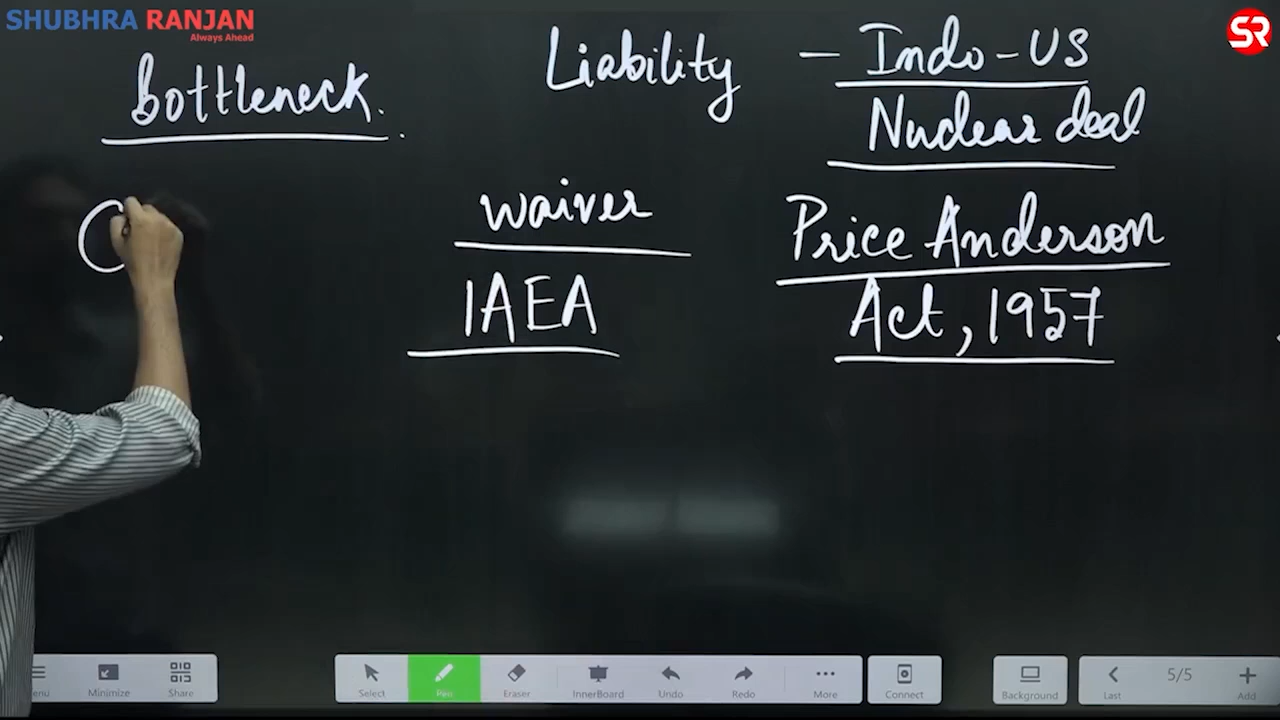 SHUBHRA RANJAN
Always Ahead
SR
Bottleneck.
Liability - Indo-US
Nuclear deal
waiver
IAEA
Price Anderson
Act, 1957
Minimize
Share
Select
Pen
Eraser
InnerBoard
Undo
Redo
More
Connect
Background
Last
5/5
Add